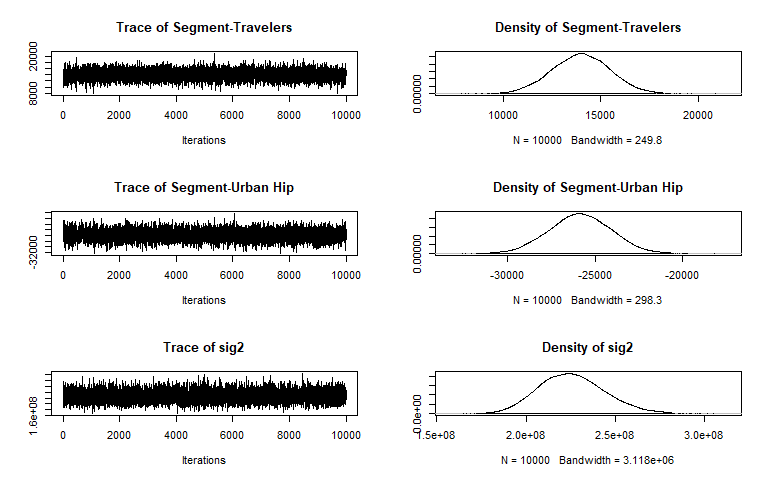 Trace of Segment-Travelers
8000 20000
0 2000 4000 6000 8000 10000
Iterations
Density of Segment-Travelers
0.00000
10000 15000 20000
N = 10000 Bandwidth = 249.8
Trace of Segment-Urban Hip
-32000
0 2000 4000 6000 8000 10000
Iterations
Density of Segment-Urban Hip
0.00000
-30000 -25000 -20000
N = 10000 Bandwidth = 298.3
Trace of sig2
1.6e+08
0 2000 4000 6000 8000 10000
Iterations
Density of sig2
0.0e+00
1.5e+08 2.0e+08 2.5e+08 3.0e+08
N = 10000 Bandwidth = 3.118e+06